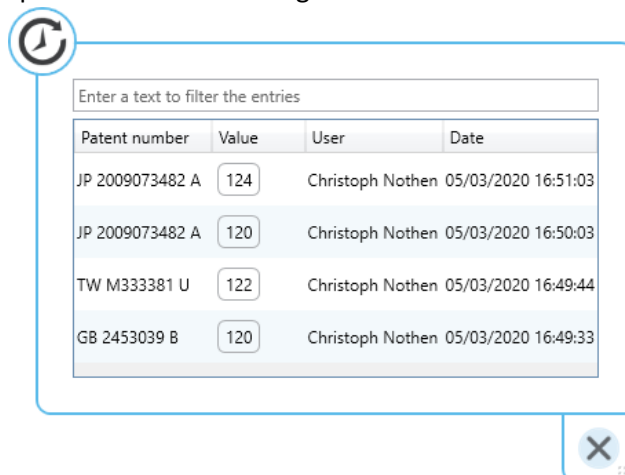 Enter a text to filter the entries
Patent number Value User Date
JP 2009073482 A 124 Christoph Nothen 05/03/2020 16:51:03
JP 2009073482 A 120 Christoph Nothen 05/03/2020 16:50:03
TW M333381 U 122 Christoph Nothen 05/03/2020 16:49:44
GB 2453039 B 120 Christoph Nothen 05/03/2020 16:49:33